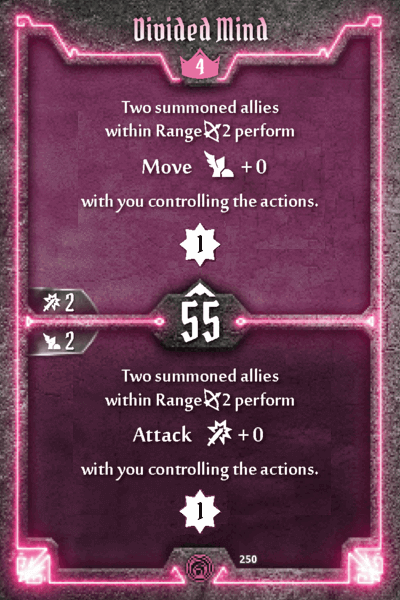 Divided Mind
4
Two summoned allies
within Range 2 perform
Move + 0
with you controlling the actions.
1
2
55
2
Two summoned allies
within Range 2 perform
Attack + 0
with you controlling the actions.
1
250